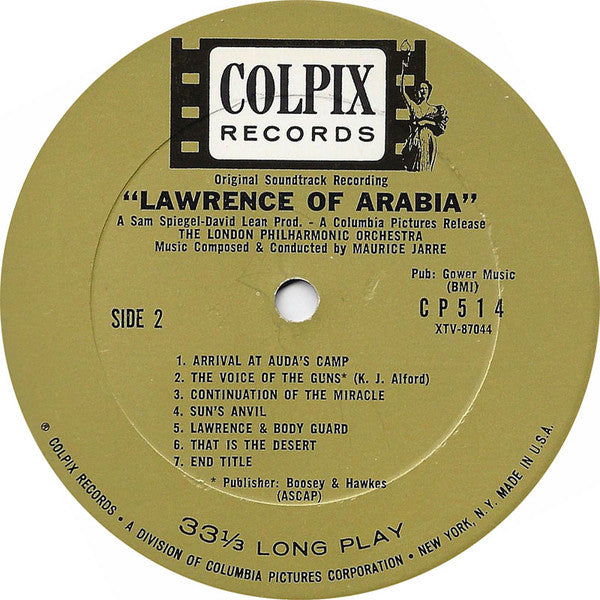 COLPIX
RECORDS
Original Soundtrack Recording
"LAWRENCE OF ARABIA"
A Sam Spiegel-David Lean Prod. - A Columbia Pictures Release
THE LONDON PHILHARMONIC ORCHESTRA
Music Composed & Conducted by MAURICE JARRE
Pub: Gower Music
(BMI)
SIDE 2
CP514
XTV-87044
1. ARRIVAL AT AUDA'S CAMP
2. THE VOICE OF THE GUNS* (K. J. Alford)
3. CONTINUATION OF THE MIRACLE
4. SUN'S ANVIL
5. LAWRENCE & BODY GUARD
6. THAT IS THE DESERT
7. END TITLE
* Publisher: Boosey & Hawkes
(ASCAP)
33⅓ LONG PLAY
℗ COLPIX RECORDS • A DIVISION OF COLUMBIA PICTURES CORPORATION • NEW YORK, N.Y. MADE IN U.S.A.